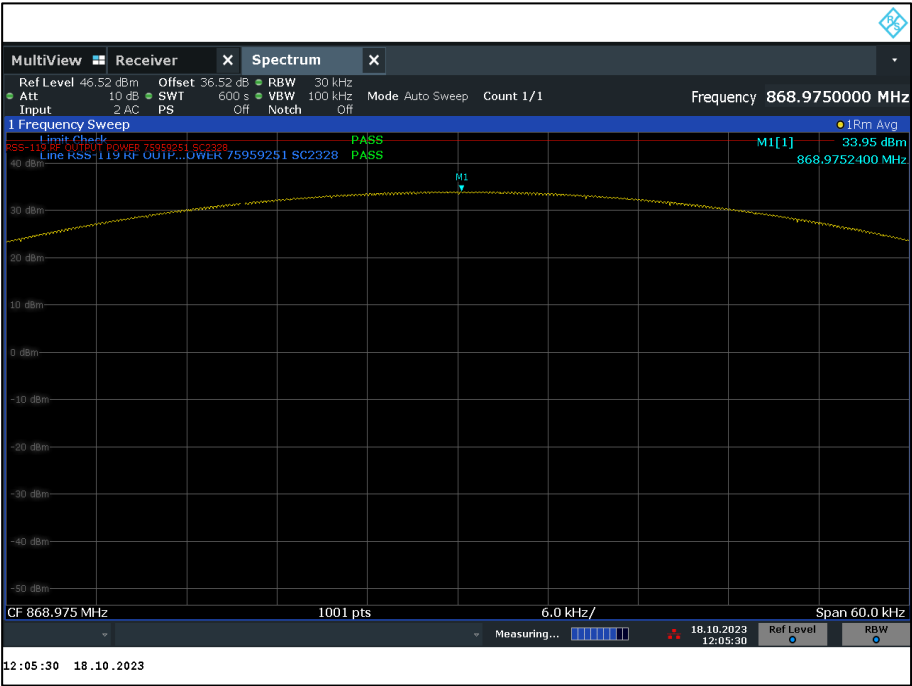 R&S
MultiView Receiver X Spectrum X
Ref Level 46.52 dBm Offset 36.52 dB RBW 30 kHz
Att 10 dB SWT 600 s VBW 100 kHz Mode Auto Sweep Count 1/1 Frequency 868.9750000 MHz
Input 2 AC PS Off Notch Off
1 Frequency Sweep 1Rm Avg
Limit Check PASS M1[1] 33.95 dBm
RSS-119 RF OUTPUT POWER 75959251 SC2328
Line RSS-119 RF OUTP...OWER 75959251 SC2328 PASS 868.9752400 MHz
40 dBm
M1
30 dBm
20 dBm
10 dBm
0 dBm
-10 dBm
-20 dBm
-30 dBm
-40 dBm
-50 dBm
CF 868.975 MHz 1001 pts 6.0 kHz/ Span 60.0 kHz
Measuring... 18.10.2023 12:05:30 Ref Level RBW
12:05:30 18.10.2023